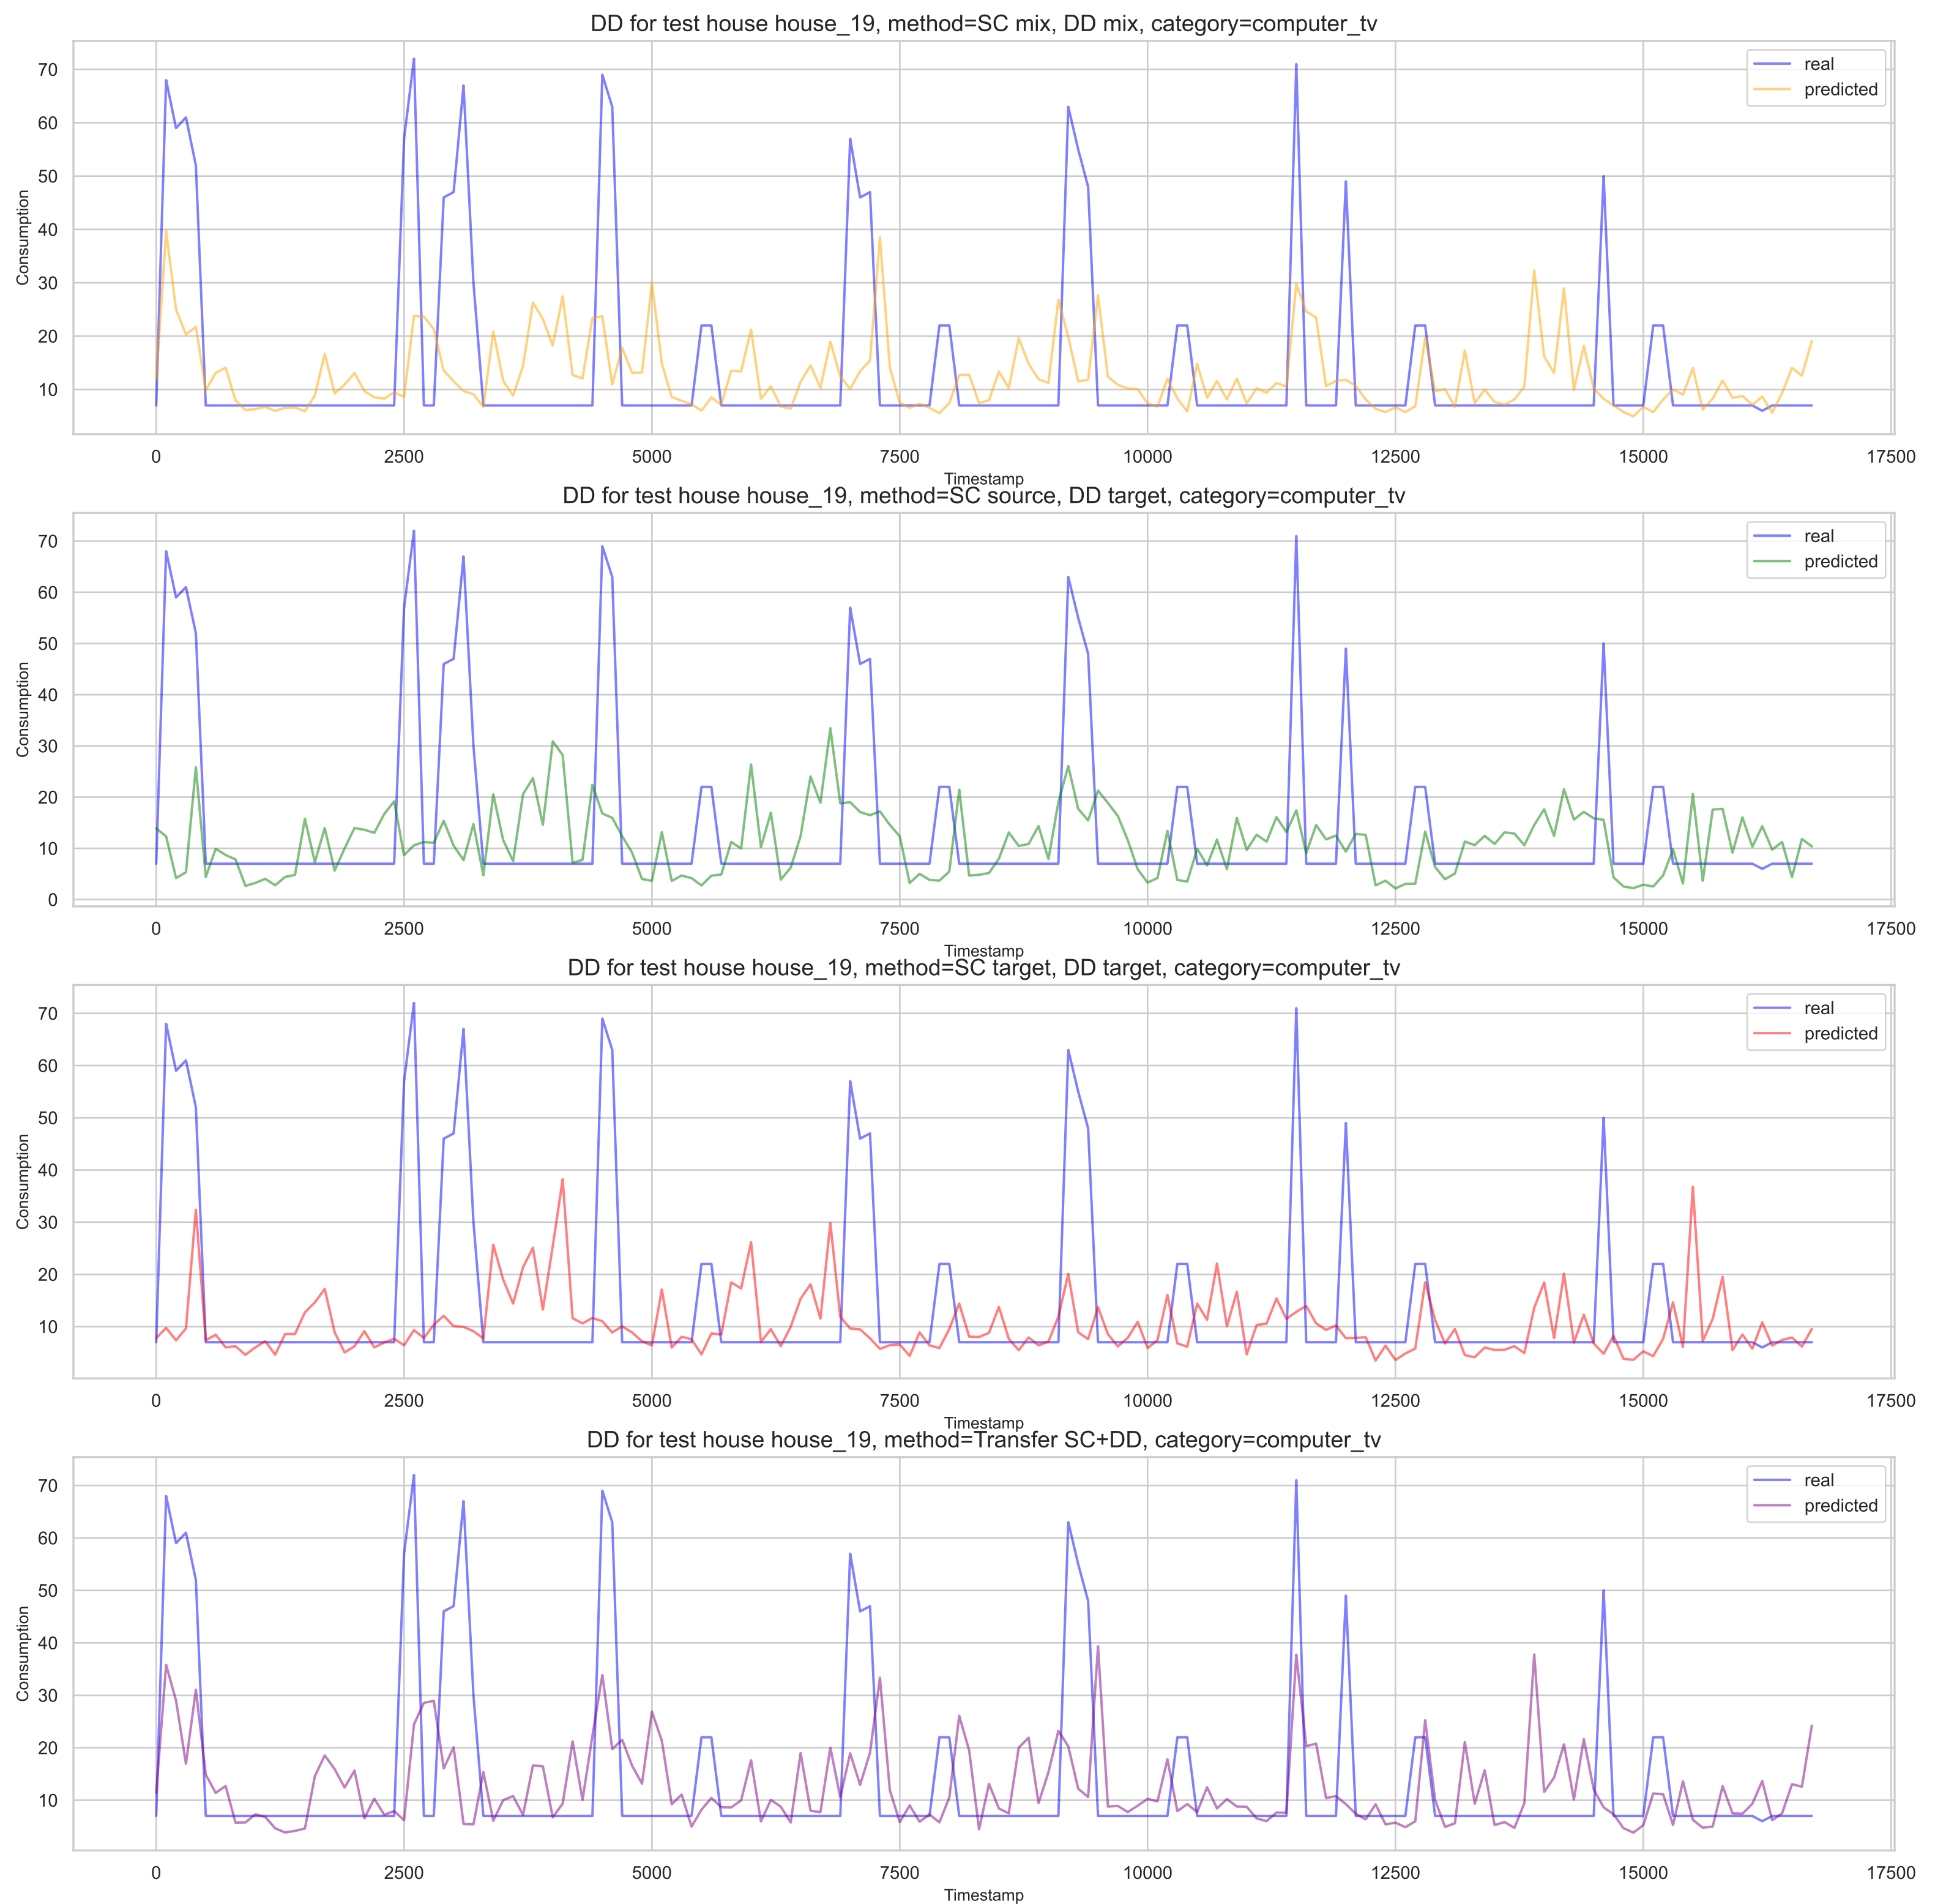 DD for test house house_19, method=SC mix, DD mix, category=computer_tv
real
predicted
70
60
50
40
30
20
10
Consumption
0 2500 5000 7500 10000 12500 15000 17500
Timestamp
DD for test house house_19, method=SC source, DD target, category=computer_tv
real
predicted
70
60
50
40
30
20
10
0
Consumption
0 2500 5000 7500 10000 12500 15000 17500
Timestamp
DD for test house house_19, method=SC target, DD target, category=computer_tv
real
predicted
70
60
50
40
30
20
10
Consumption
0 2500 5000 7500 10000 12500 15000 17500
Timestamp
DD for test house house_19, method=Transfer SC+DD, category=computer_tv
real
predicted
70
60
50
40
30
20
10
Consumption
0 2500 5000 7500 10000 12500 15000 17500
Timestamp